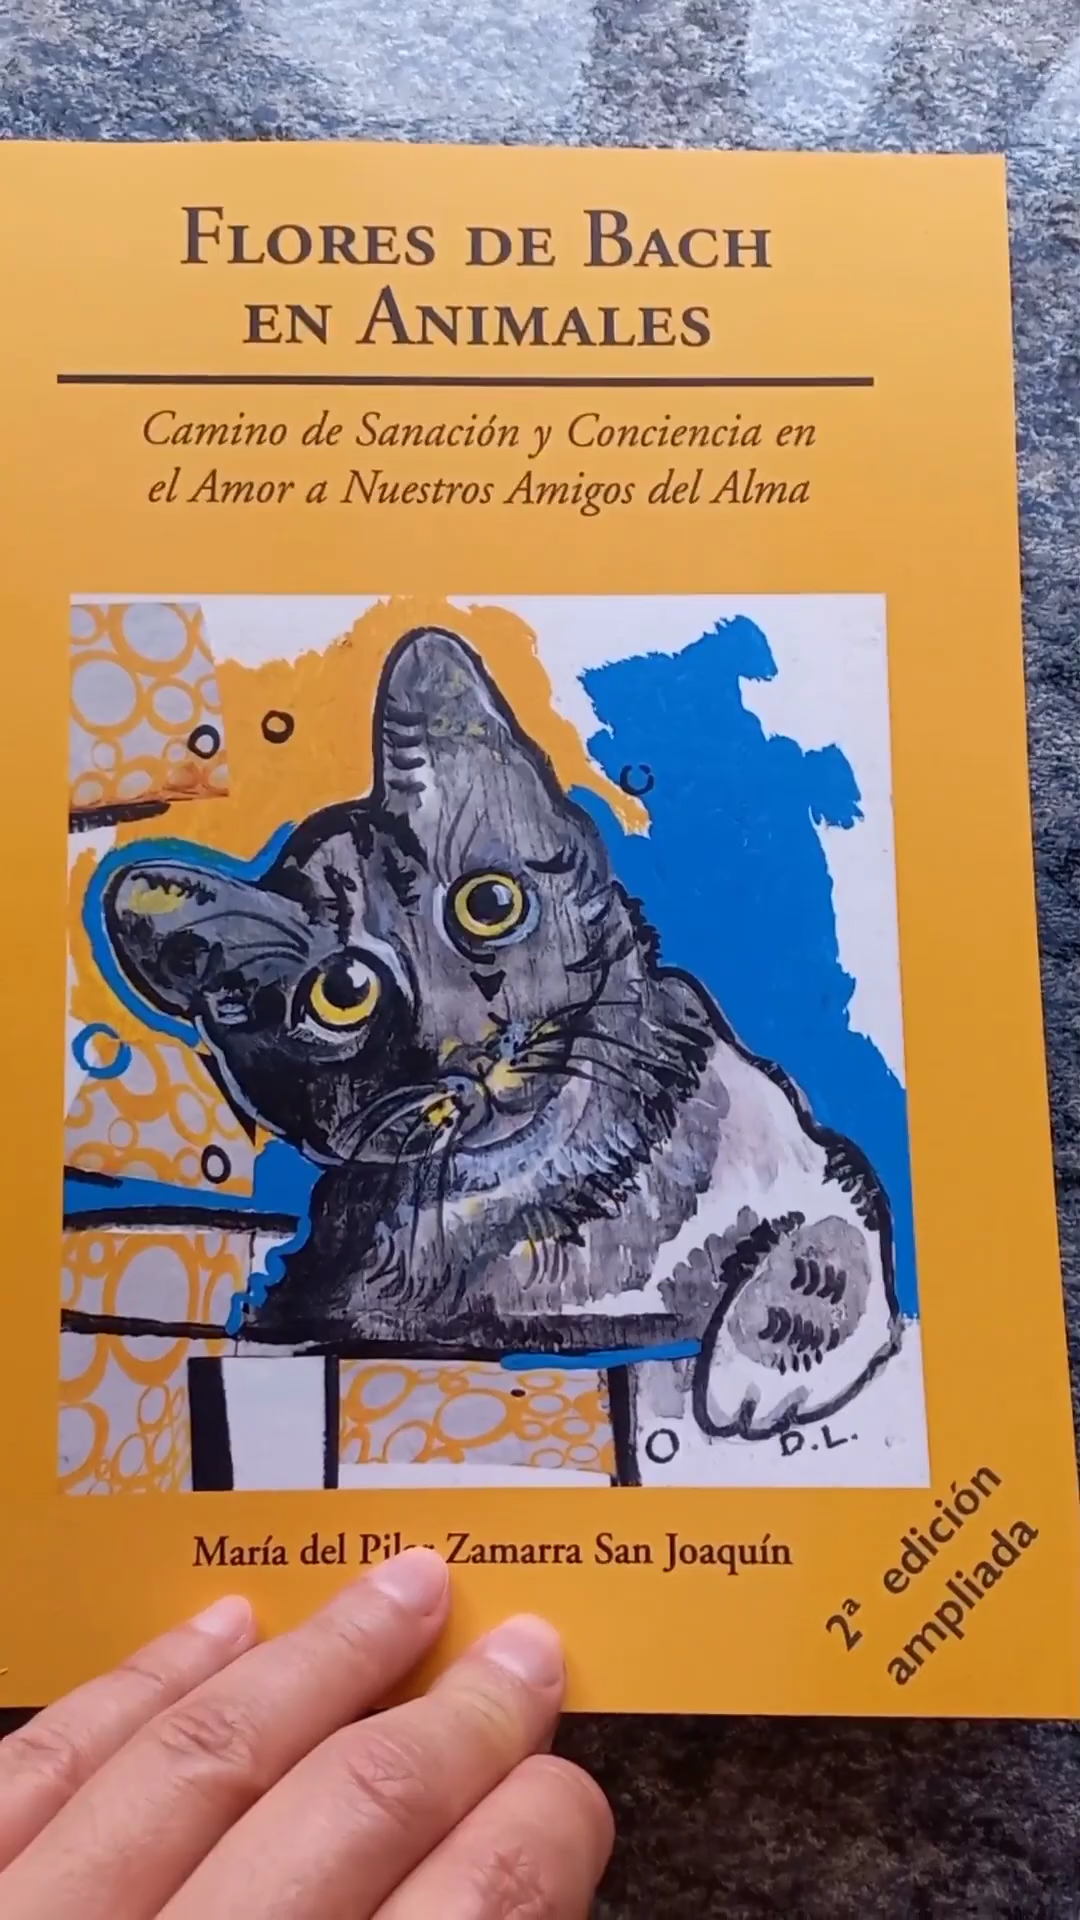 FLORES DE BACH
EN ANIMALES
Camino de Sanación y Conciencia en
el Amor a Nuestros Amigos del Alma
D.L.
María del Pilar Zamarra San Joaquín
2ª edición
ampliada